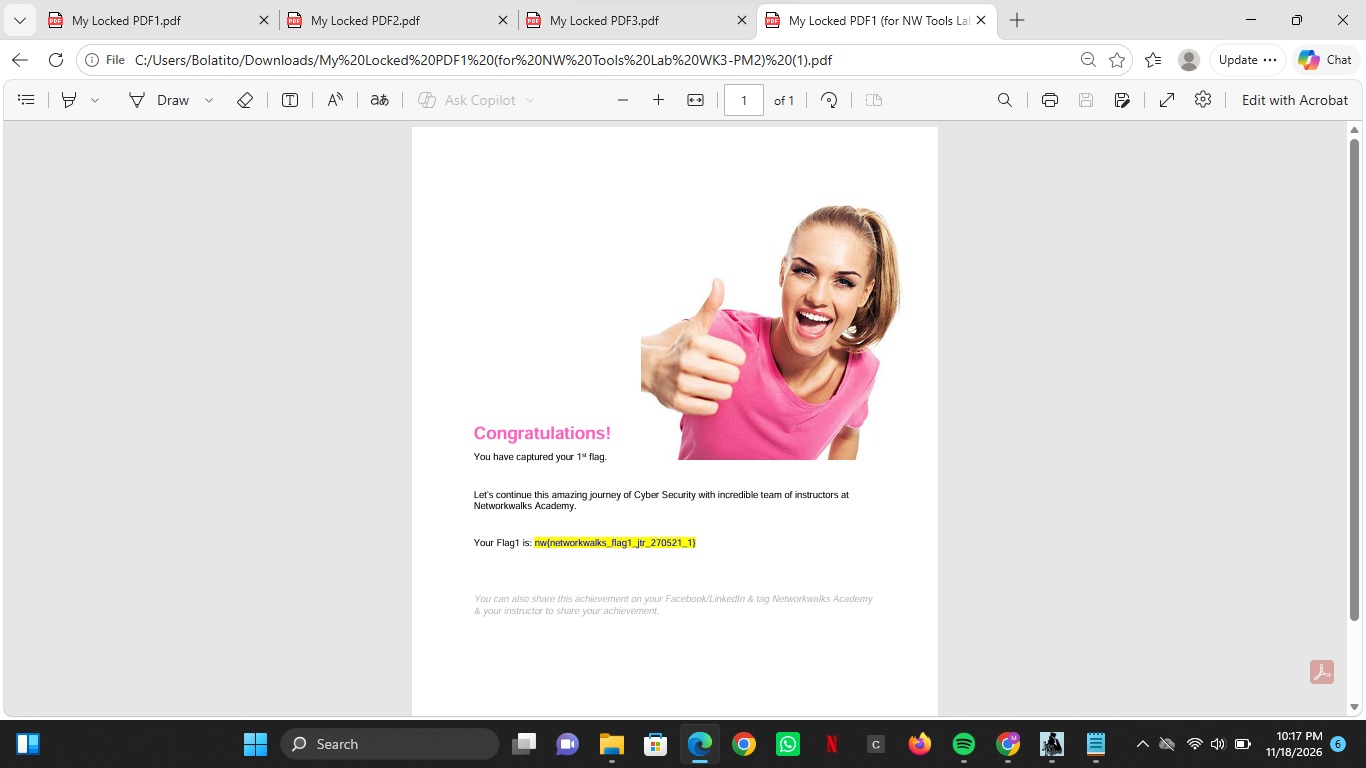 My Locked PDF1.pdf
My Locked PDF2.pdf
My Locked PDF3.pdf
My Locked PDF1 (for NW Tools La
File C:/Users/Bolatito/Downloads/My%20Locked%20PDF1%20(for%20NW%20Tools%20Lab%20WK3-PM2)%20(1).pdf
Update
Chat
Draw
Ask Copilot
1 of 1
Edit with Acrobat
Congratulations!
You have captured your 1st flag.
Let's continue this amazing journey of Cyber Security with incredible team of instructors at
Networkwalks Academy.
Your Flag1 is: nw{networkwalks_flag1_jtr_270521_1}
You can also share this achievement on your Facebook/LinkedIn & tag Networkwalks Academy
& your instructor to share your achievement.
Search
10:17 PM
11/18/2026
6